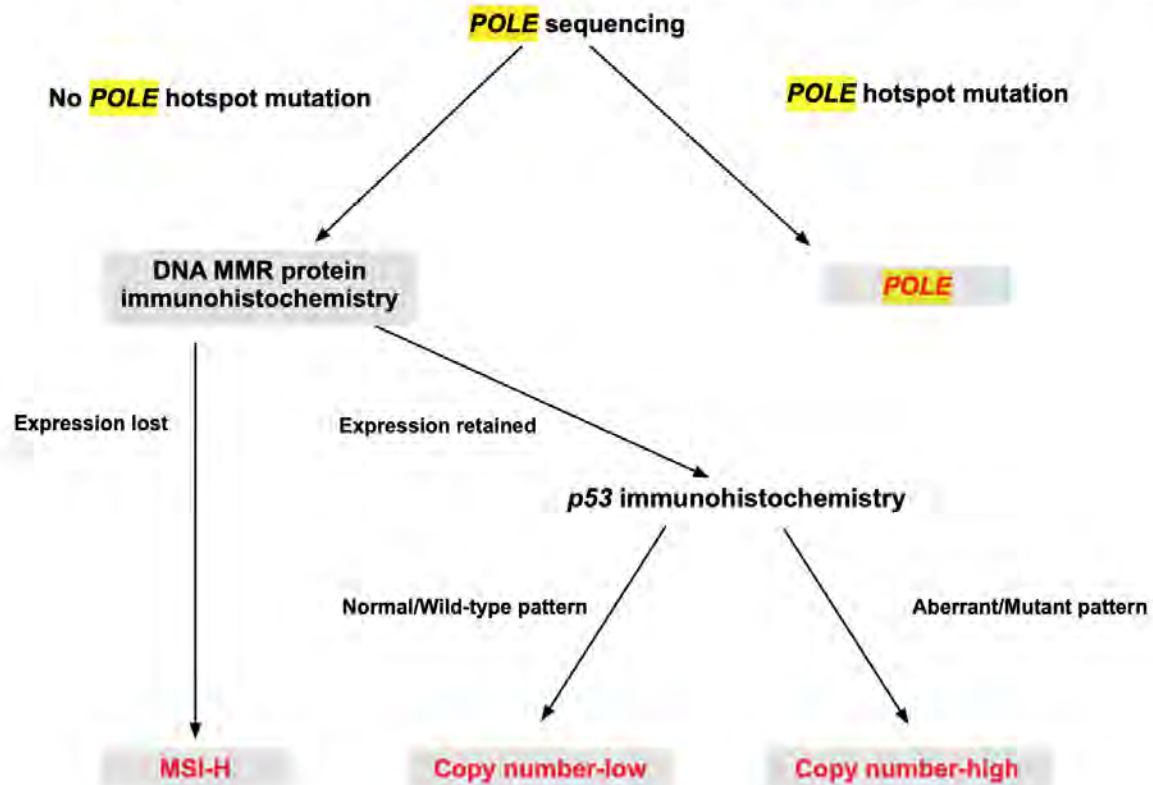 POLE sequencing
No POLE hotspot mutation
POLE hotspot mutation
DNA MMR protein
immunohistochemistry
POLE
Expression lost
Expression retained
p53 immunohistochemistry
Normal/Wild-type pattern
Aberrant/Mutant pattern
MSI-H
Copy number-low
Copy number-high